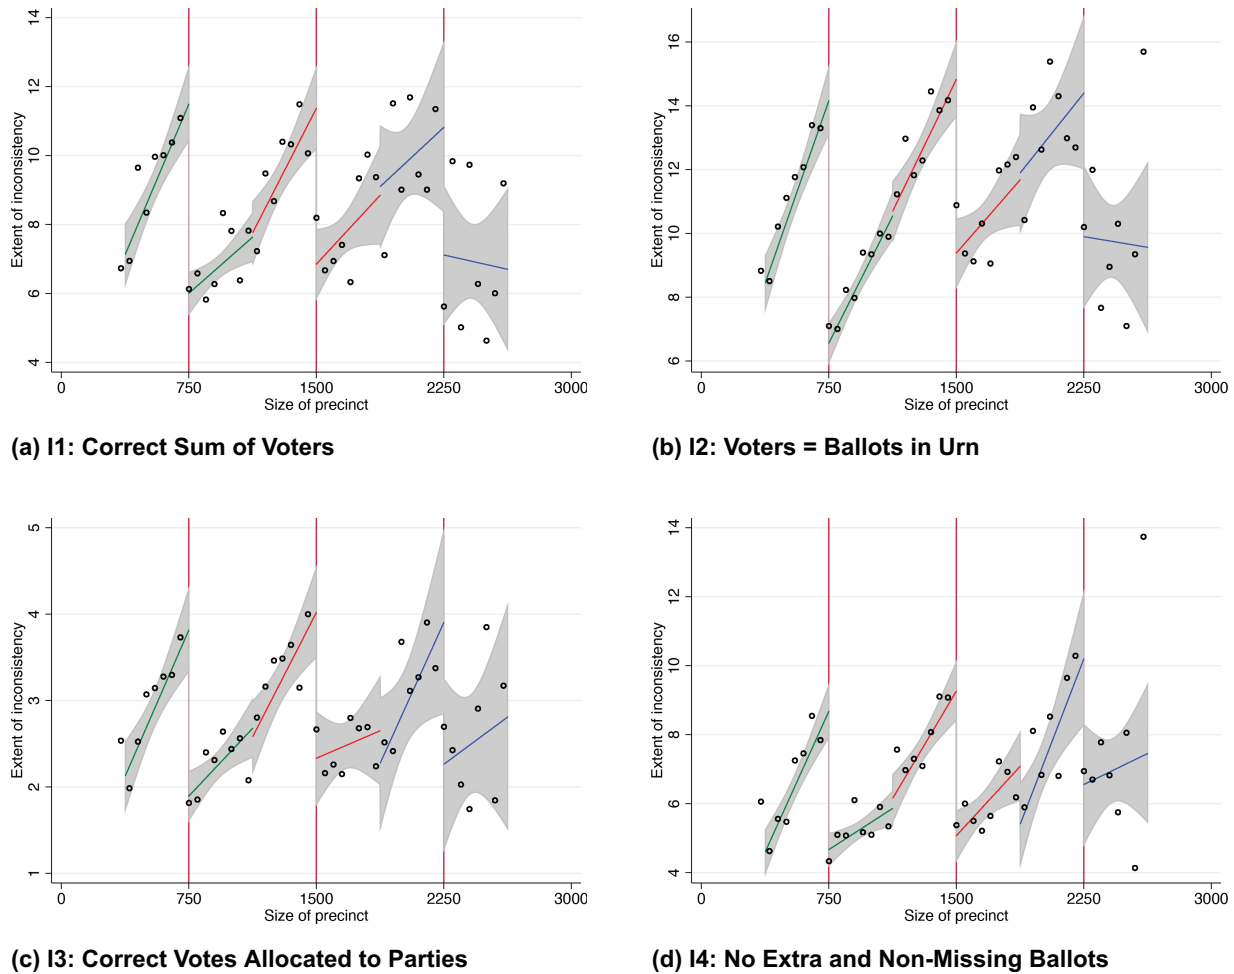 14
12
10
8
6
4
Extent of inconsistency
0 750 1500 2250 3000
Size of precinct
(a) I1: Correct Sum of Voters
16
14
12
10
8
6
Extent of inconsistency
0 750 1500 2250 3000
Size of precinct
(b) I2: Voters = Ballots in Urn
5
4
3
2
1
Extent of inconsistency
0 750 1500 2250 3000
Size of precinct
(c) I3: Correct Votes Allocated to Parties
14
12
10
8
6
4
Extent of inconsistency
0 750 1500 2250 3000
Size of precinct
(d) I4: No Extra and Non-Missing Ballots